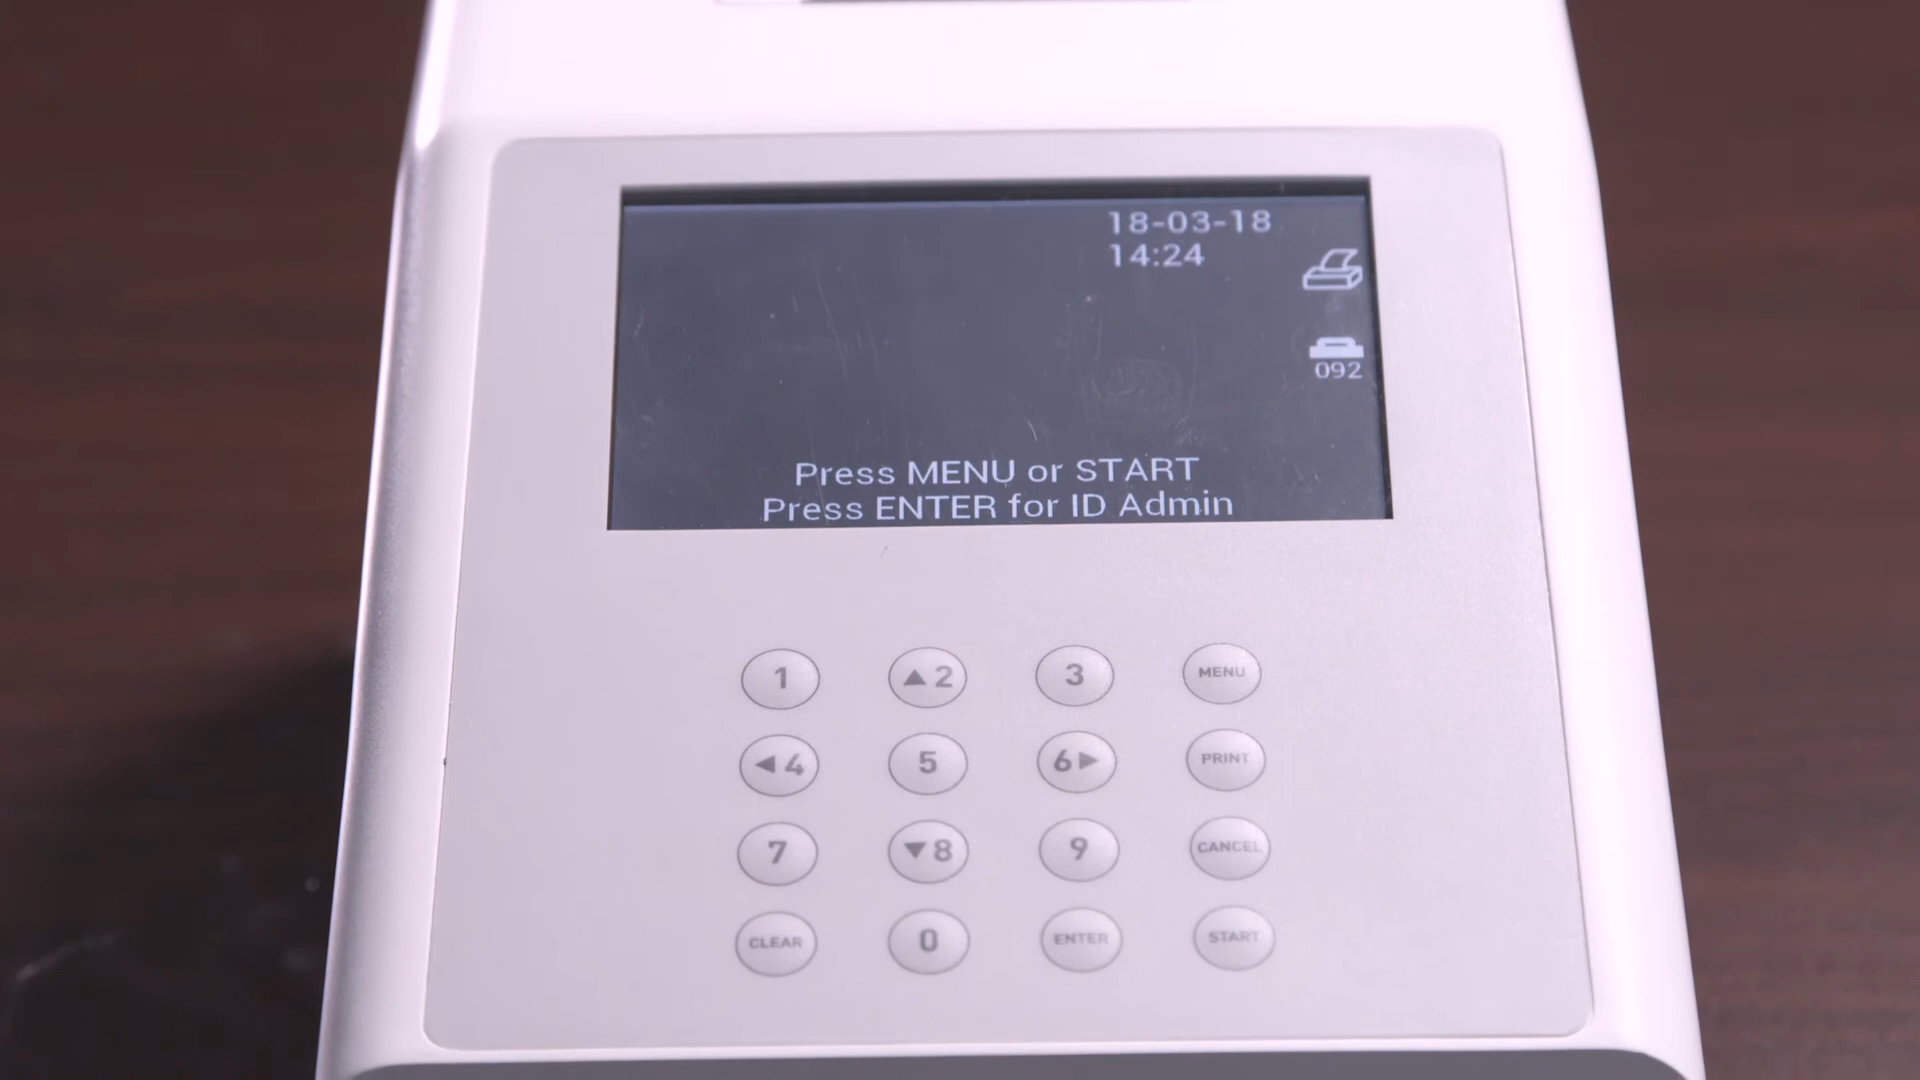 18-03-18
14:24
092
Press MENU or START
Press ENTER for ID Admin
1 ▲2 3 MENU
◄4 5 6► PRINT
7 ▼8 9 CANCEL
CLEAR 0 ENTER START